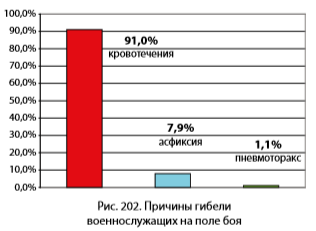 100,0%
90,0%
80,0%
70,0%
60,0%
50,0%
40,0%
30,0%
20,0%
10,0%
0,0%
91,0%
кровотечения
7,9%
асфиксия
1,1%
пневмоторакс
Рис. 202. Причины гибели
военнослужащих на поле боя